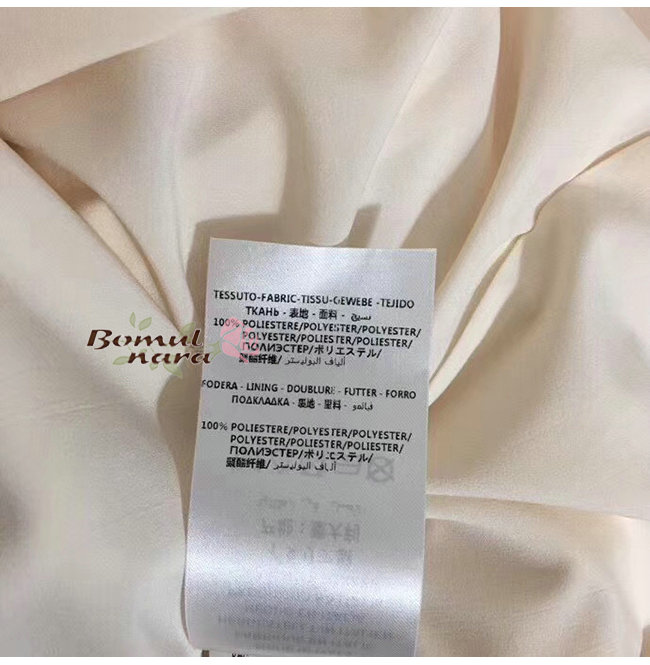 TESSUTO-FABRIC-TISSU-GEWEBE -TEJIDO
ТКАНЬ - 表地 - 面料 - نسيج
100% POLIESTERE/POLYESTER/POLYESTER/
POLYESTER/POLIESTER/POLIESTER/
ПОЛИЭСТЕР/ポリエステル/
聚酯纤维/ألياف البوليستر
Bomul
nara
FODERA - LINING - DOUBLURE - FUTTER - FORRO
ПОДКЛАДКА - 裏地 - 里料 -
100% POLIESTERE/POLYESTER/POLYESTER/
POLYESTER/POLIESTER/POLIESTER/
ПОЛИЭСТЕР/ポリエステル/
聚酯纤维/ألياف البوليستر